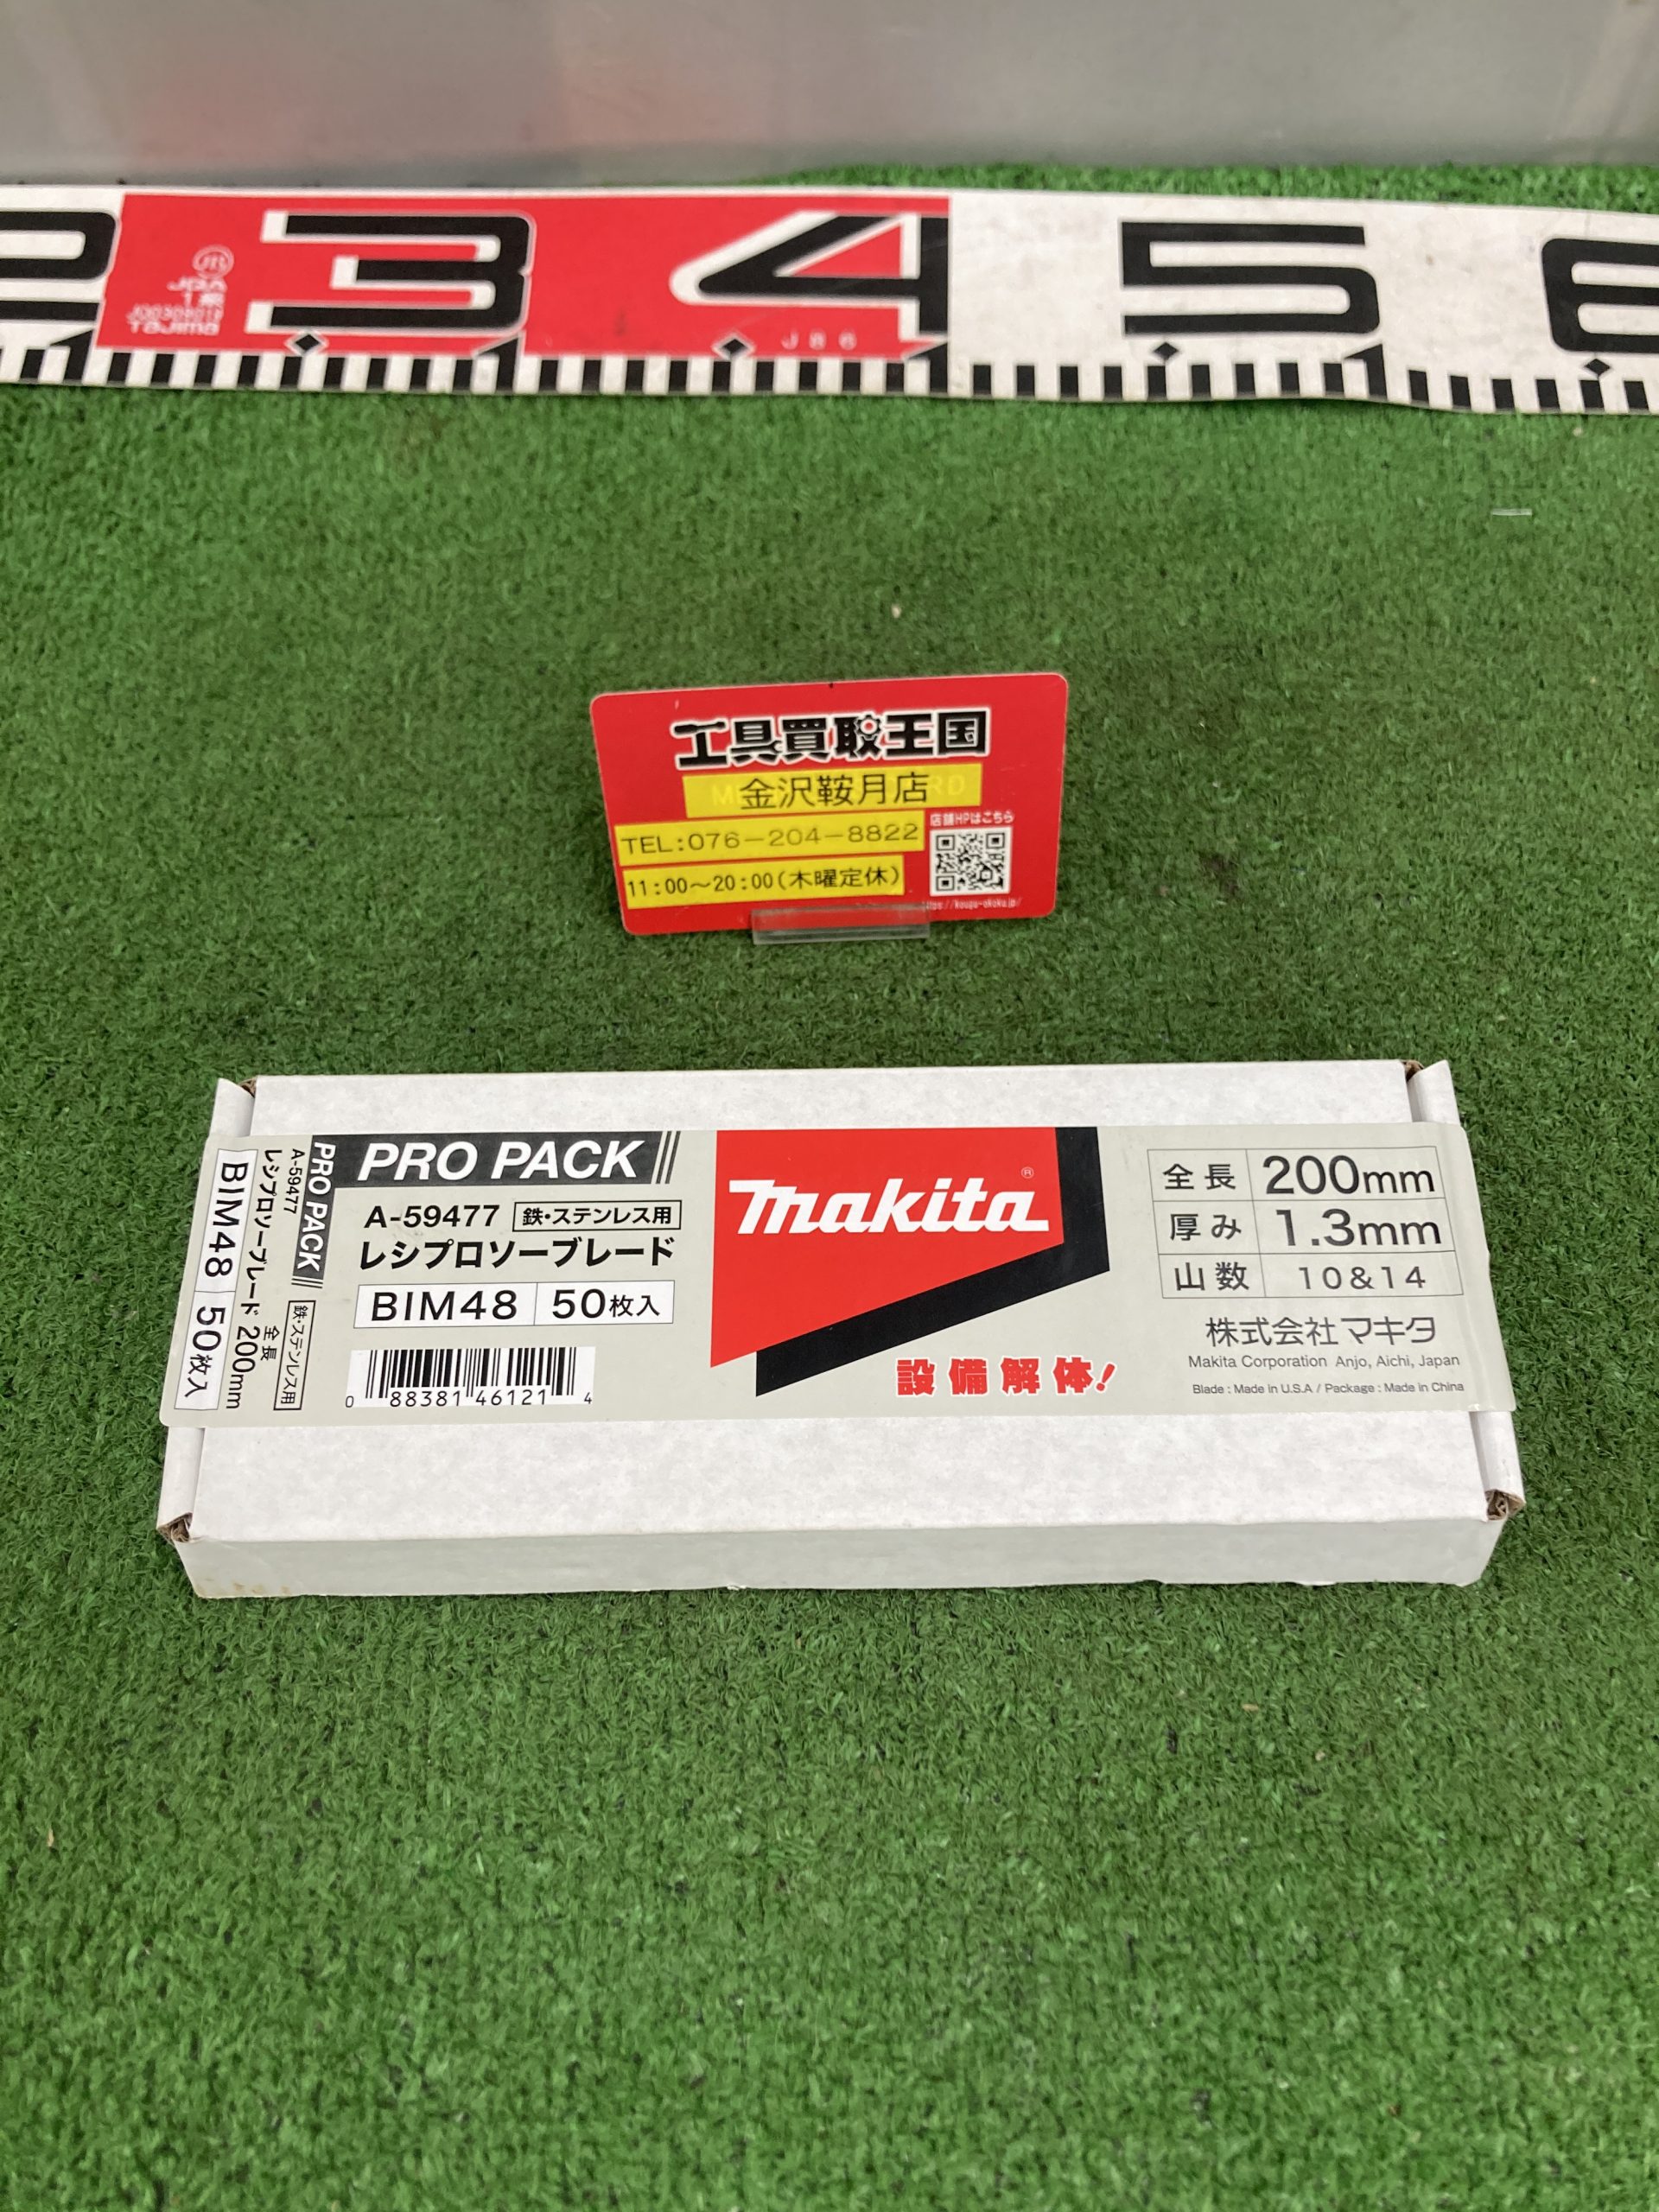 2 3 4 5 6
JSIA
1級
Tajima
J86
工具買取王国
金沢鞍月店
TEL:076-204-8822
店舗HPはこちら
11:00~20:00(木曜定休)
https://kougu-okoku.jp/
PRO PACK
A-59477
レシプロソーブレード 全長 200mm
鉄・ステンレス用
BIM48 50枚入
PRO PACK
A-59477 鉄・ステンレス用
レシプロソーブレード
BIM48 50枚入
0 88381 46121 4
makita®
設備解体!
全長 200mm
厚み 1.3mm
山数 10&14
株式会社マキタ
Makita Corporation Anjo, Aichi, Japan
Blade : Made in U.S.A / Package : Made in China